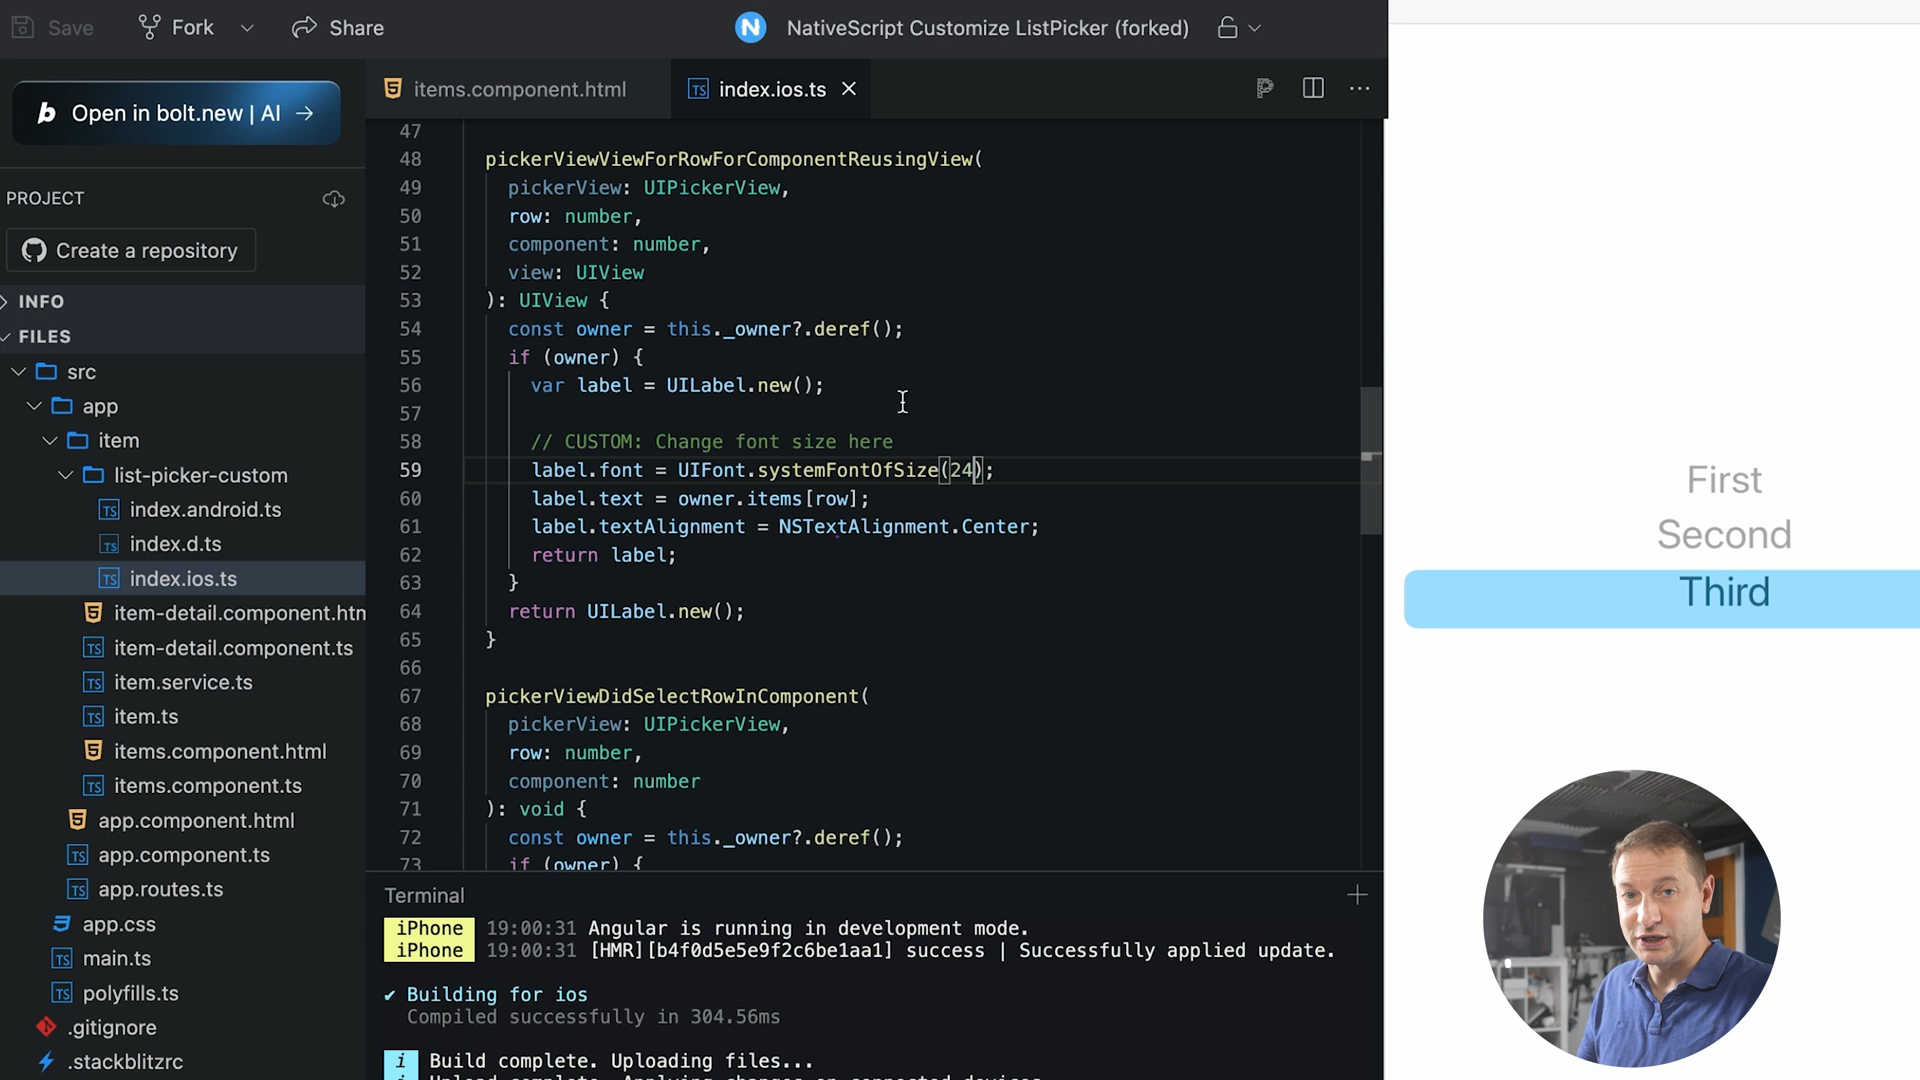 Save
Fork
Share
NativeScript Customize ListPicker (forked)
Open in bolt.new | AI →
PROJECT
Create a repository
INFO
FILES
src
app
item
list-picker-custom
index.android.ts
index.d.ts
index.ios.ts
item-detail.component.htm
item-detail.component.ts
item.service.ts
item.ts
items.component.html
items.component.ts
app.component.html
app.component.ts
app.routes.ts
app.css
main.ts
polyfills.ts
.gitignore
.stackblitzrc
items.component.html
index.ios.ts
47
48 pickerViewViewForRowForComponentReusingView(
49 pickerView: UIPickerView,
50 row: number,
51 component: number,
52 view: UIView
53 ): UIView {
54 const owner = this._owner?.deref();
55 if (owner) {
56 var label = UILabel.new();
57
58 // CUSTOM: Change font size here
59 label.font = UIFont.systemFontOfSize(24);
60 label.text = owner.items[row];
61 label.textAlignment = NSTextAlignment.Center;
62 return label;
63 }
64 return UILabel.new();
65 }
66
67 pickerViewDidSelectRowInComponent(
68 pickerView: UIPickerView,
69 row: number,
70 component: number
71 ): void {
72 const owner = this._owner?.deref();
73 if (owner) {
Terminal
iPhone 19:00:31 Angular is running in development mode.
iPhone 19:00:31 [HMR][b4f0d5e5e9f2c6be1aa1] success | Successfully applied update.
✔ Building for ios
Compiled successfully in 304.56ms
i Build complete. Uploading files...
First
Second
Third